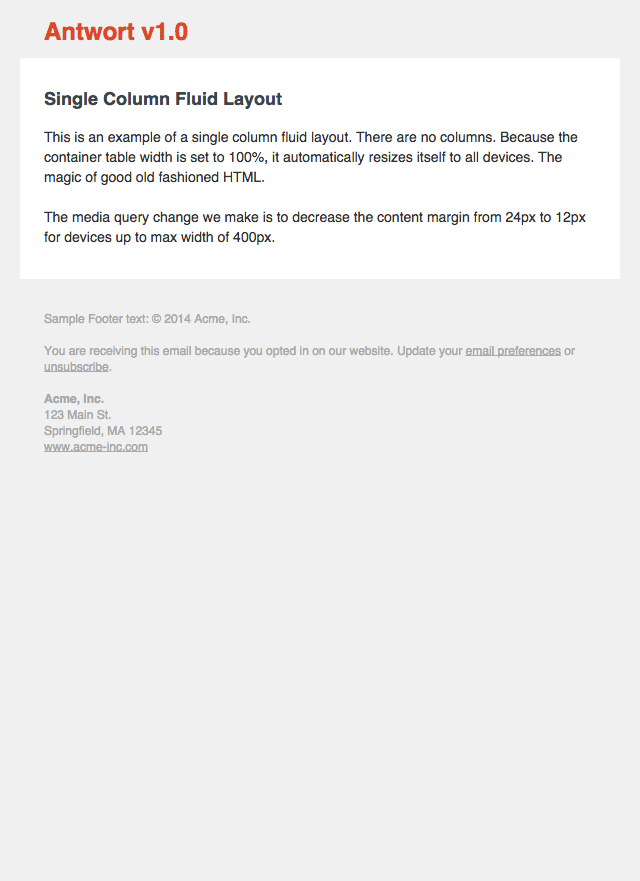 Antwort v1.0
Single Column Fluid Layout
This is an example of a single column fluid layout. There are no columns. Because the
container table width is set to 100%, it automatically resizes itself to all devices. The
magic of good old fashioned HTML.
The media query change we make is to decrease the content margin from 24px to 12px
for devices up to max width of 400px.
Sample Footer text: © 2014 Acme, Inc.
You are receiving this email because you opted in on our website. Update your email preferences or
unsubscribe.
Acme, Inc.
123 Main St.
Springfield, MA 12345
www.acme-inc.com